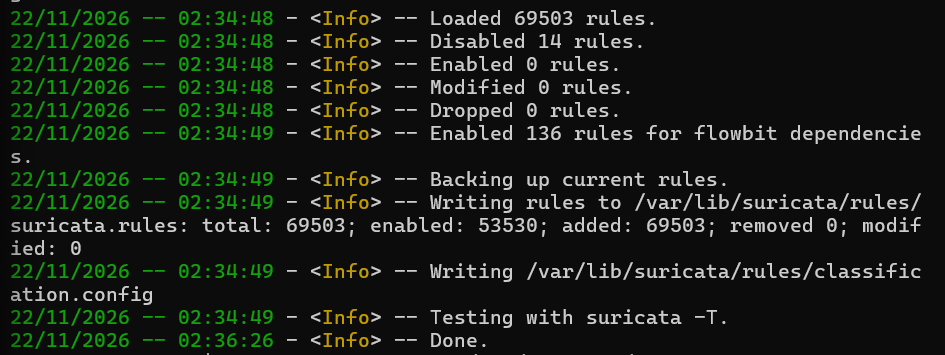 22/11/2026 -- 02:34:48 - <Info> -- Loaded 69503 rules.
22/11/2026 -- 02:34:48 - <Info> -- Disabled 14 rules.
22/11/2026 -- 02:34:48 - <Info> -- Enabled 0 rules.
22/11/2026 -- 02:34:48 - <Info> -- Modified 0 rules.
22/11/2026 -- 02:34:48 - <Info> -- Dropped 0 rules.
22/11/2026 -- 02:34:49 - <Info> -- Enabled 136 rules for flowbit dependencie
s.
22/11/2026 -- 02:34:49 - <Info> -- Backing up current rules.
22/11/2026 -- 02:34:49 - <Info> -- Writing rules to /var/lib/suricata/rules/
suricata.rules: total: 69503; enabled: 53530; added: 69503; removed 0; modif
ied: 0
22/11/2026 -- 02:34:49 - <Info> -- Writing /var/lib/suricata/rules/classific
ation.config
22/11/2026 -- 02:34:49 - <Info> -- Testing with suricata -T.
22/11/2026 -- 02:36:26 - <Info> -- Done.